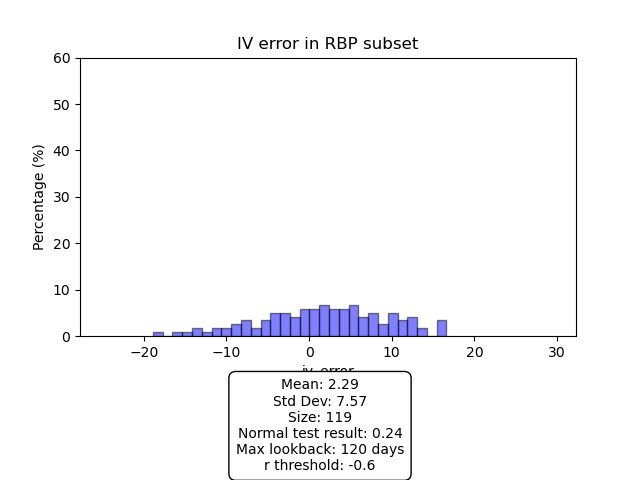 IV error in RBP subset
60
50
40
30
20
10
0
Percentage (%)
−20
−10
0
10
20
30
iv_error
Mean: 2.29
Std Dev: 7.57
Size: 119
Normal test result: 0.24
Max lookback: 120 days
r threshold: -0.6